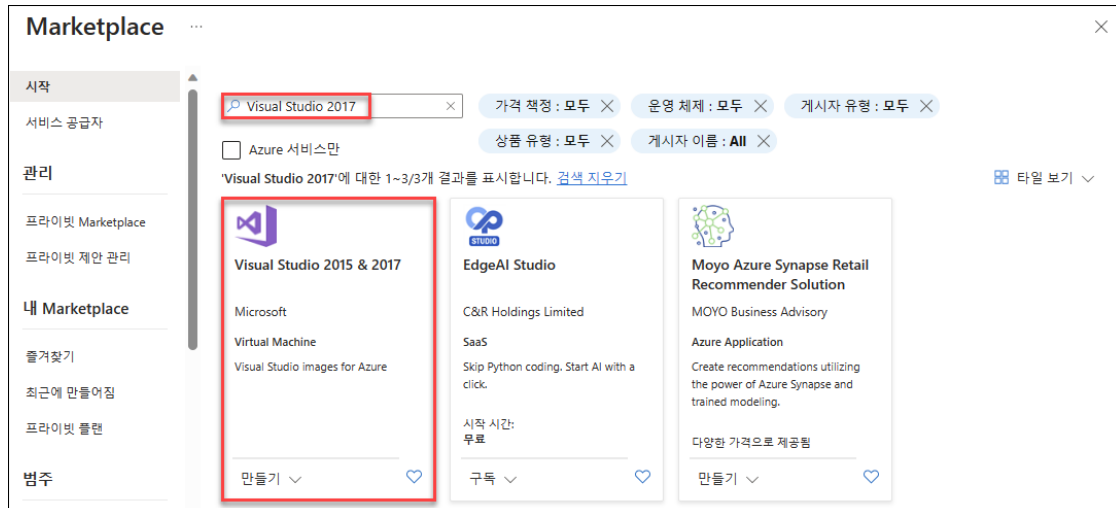 Marketplace ...
시작
서비스 공급자
관리
프라이빗 Marketplace
프라이빗 제안 관리
내 Marketplace
즐겨찾기
최근에 만들어짐
프라이빗 플랜
범주
Visual Studio 2017
가격 책정 : 모두
운영 체제 : 모두
게시자 유형 : 모두
Azure 서비스만
상품 유형 : 모두
게시자 이름 : All
'Visual Studio 2017'에 대한 1~3/3개 결과를 표시합니다. 검색 지우기
타일 보기
Visual Studio 2015 & 2017
Microsoft
Virtual Machine
Visual Studio images for Azure
만들기
STUDIO
EdgeAI Studio
C&R Holdings Limited
SaaS
Skip Python coding. Start AI with a
click.
시작 시간:
무료
구독
Moyo Azure Synapse Retail
Recommender Solution
MOYO Business Advisory
Azure Application
Create recommendations utilizing
the power of Azure Synapse and
trained modeling.
다양한 가격으로 제공됨
만들기